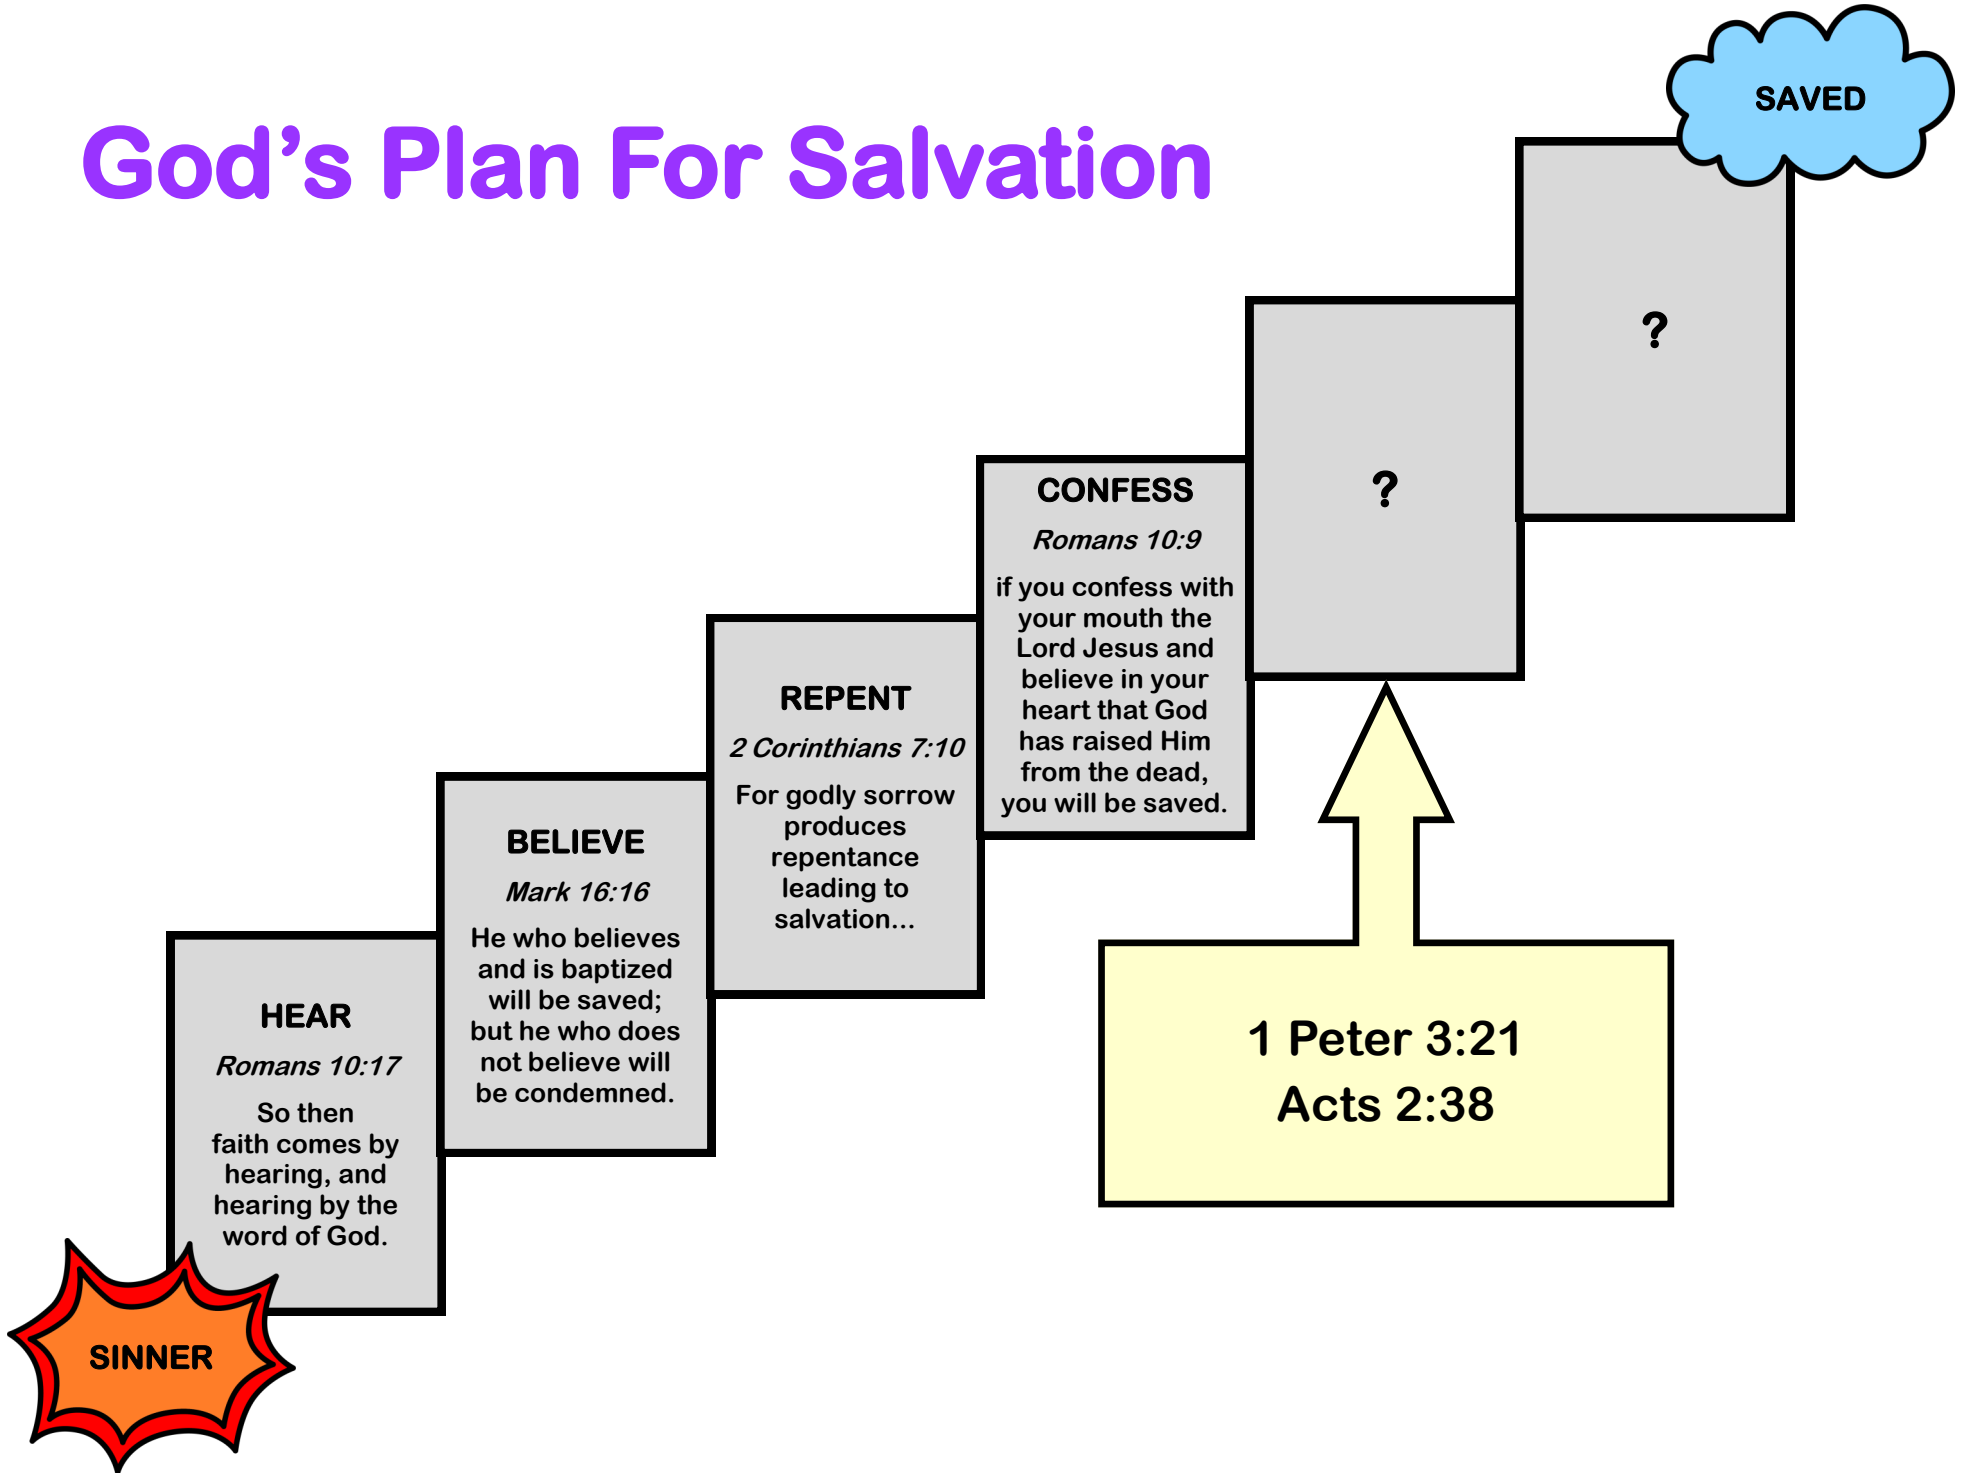 God’s Plan For Salvation
SAVED
?
?
CONFESS
Romans 10:9
if you confess with
your mouth the
Lord Jesus and
believe in your
heart that God
has raised Him
from the dead,
you will be saved.
REPENT
2 Corinthians 7:10
For godly sorrow
produces
repentance
leading to
salvation...
BELIEVE
Mark 16:16
He who believes
and is baptized
will be saved;
but he who does
not believe will
be condemned.
HEAR
Romans 10:17
So then
faith comes by
hearing, and
hearing by the
word of God.
SINNER
1 Peter 3:21
Acts 2:38